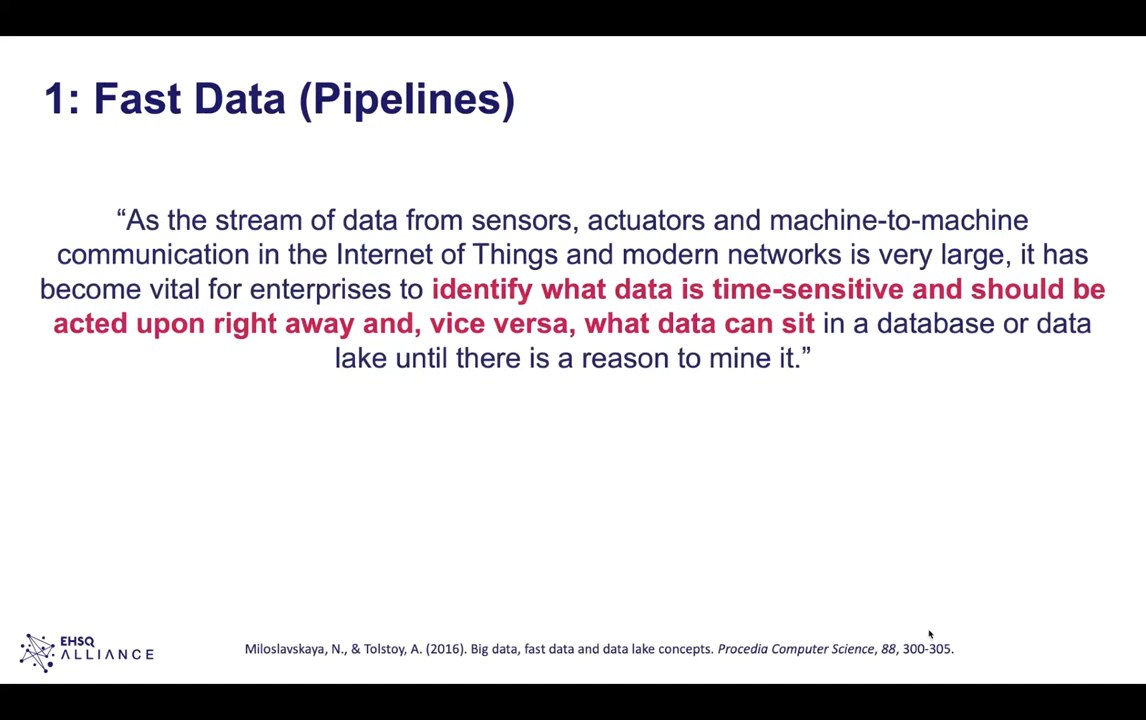 1: Fast Data (Pipelines)
“As the stream of data from sensors, actuators and machine-to-machine
communication in the Internet of Things and modern networks is very large, it has
become vital for enterprises to identify what data is time-sensitive and should be
acted upon right away and, vice versa, what data can sit in a database or data
lake until there is a reason to mine it.”
EHSQ
ALLIANCE
Miloslavskaya, N., & Tolstoy, A. (2016). Big data, fast data and data lake concepts. Procedia Computer Science, 88, 300-305.